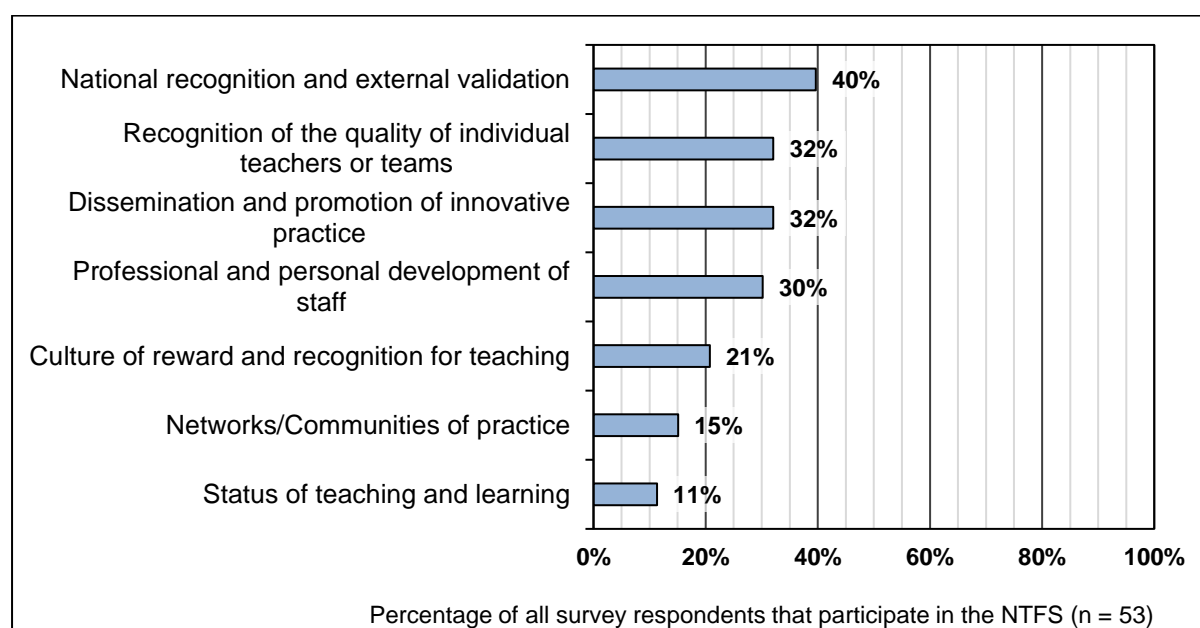 National recognition and external validation
40%
Recognition of the quality of individual
teachers or teams
32%
Dissemination and promotion of innovative
practice
32%
Professional and personal development of
staff
30%
Culture of reward and recognition for teaching
21%
Networks/Communities of practice
15%
Status of teaching and learning
11%
0% 20% 40% 60% 80% 100%
Percentage of all survey respondents that participate in the NTFS (n = 53)